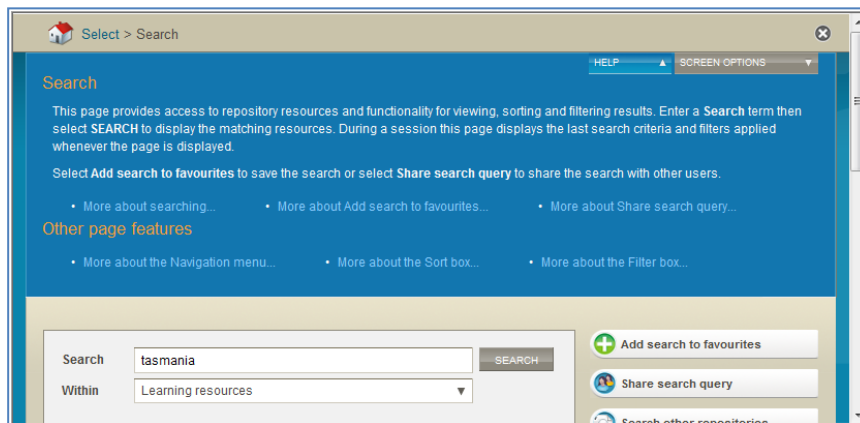 Select > Search
HELP ▲ SCREEN OPTIONS ▼
Search
This page provides access to repository resources and functionality for viewing, sorting and filtering results. Enter a Search term then
select SEARCH to display the matching resources. During a session this page displays the last search criteria and filters applied
whenever the page is displayed.
Select Add search to favourites to save the search or select Share search query to share the search with other users.
• More about searching... • More about Add search to favourites... • More about Share search query...
Other page features
• More about the Navigation menu... • More about the Sort box... • More about the Filter box...
Search tasmania SEARCH
Within Learning resources ▼
Add search to favourites
Share search query
Search other repositories